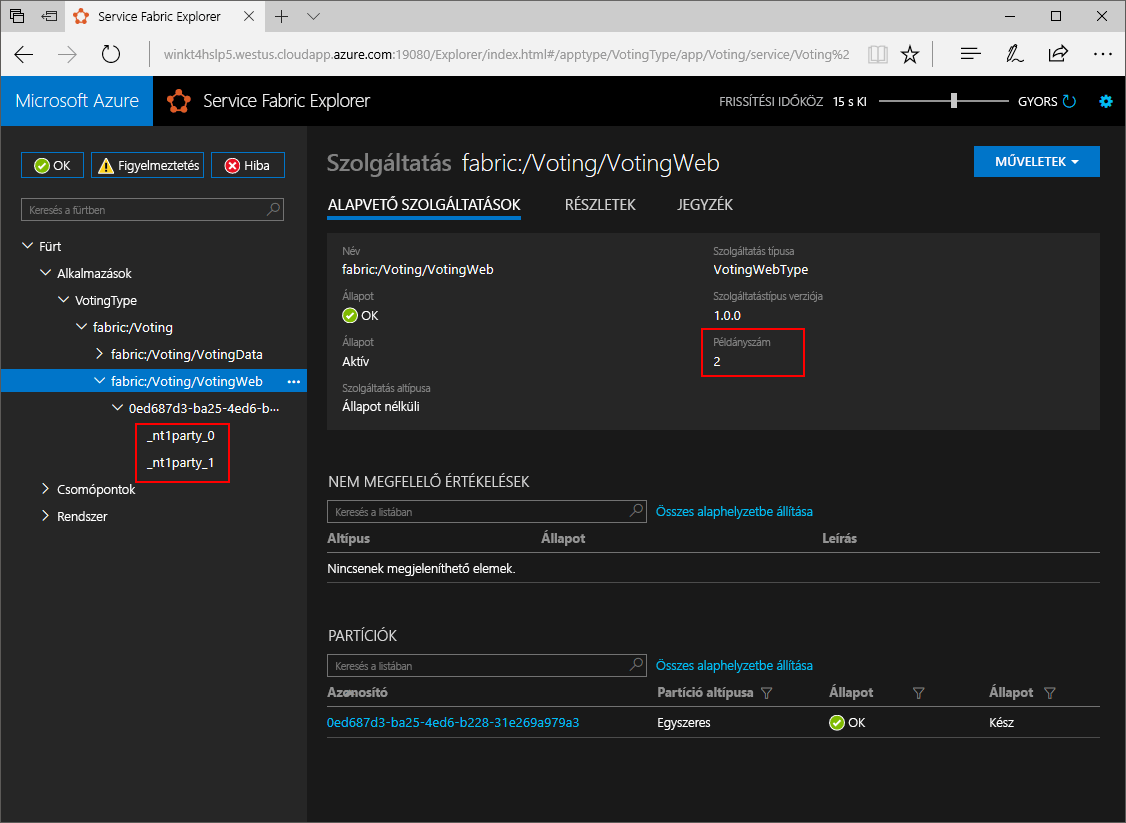 Service Fabric Explorer
winkt4hslp5.westus.cloudapp.azure.com:19080/Explorer/index.html#/apptype/VotingType/app/Voting/service/Voting%2
Microsoft Azure
Service Fabric Explorer
FRISSÍTÉSI IDŐKÖZ 15 s KI GYORS
OK Figyelmeztetés Hiba
Keresés a fürtben
Fürt
Alkalmazások
VotingType
fabric:/Voting
fabric:/Voting/VotingData
fabric:/Voting/VotingWeb
0ed687d3-ba25-4ed6-b...
_nt1party_0
_nt1party_1
Csomópontok
Rendszer
Szolgáltatás fabric:/Voting/VotingWeb
MŰVELETEK
ALAPVETŐ SZOLGÁLTATÁSOK RÉSZLETEK JEGYZÉK
Név
fabric:/Voting/VotingWeb
Állapot
OK
Állapot
Aktív
Szolgáltatás altípusa
Állapot nélküli
Szolgáltatás típusa
VotingWebType
Szolgáltatástípus verziója
1.0.0
Példányszám
2
NEM MEGFELELŐ ÉRTÉKELÉSEK
Keresés a listában Összes alaphelyzetbe állítása
Altípus Állapot Leírás
Nincsenek megjeleníthető elemek.
PARTÍCIÓK
Keresés a listában Összes alaphelyzetbe állítása
Azonosító Partíció altípusa Állapot Állapot
0ed687d3-ba25-4ed6-b228-31e269a979a3 Egyszeres OK Kész